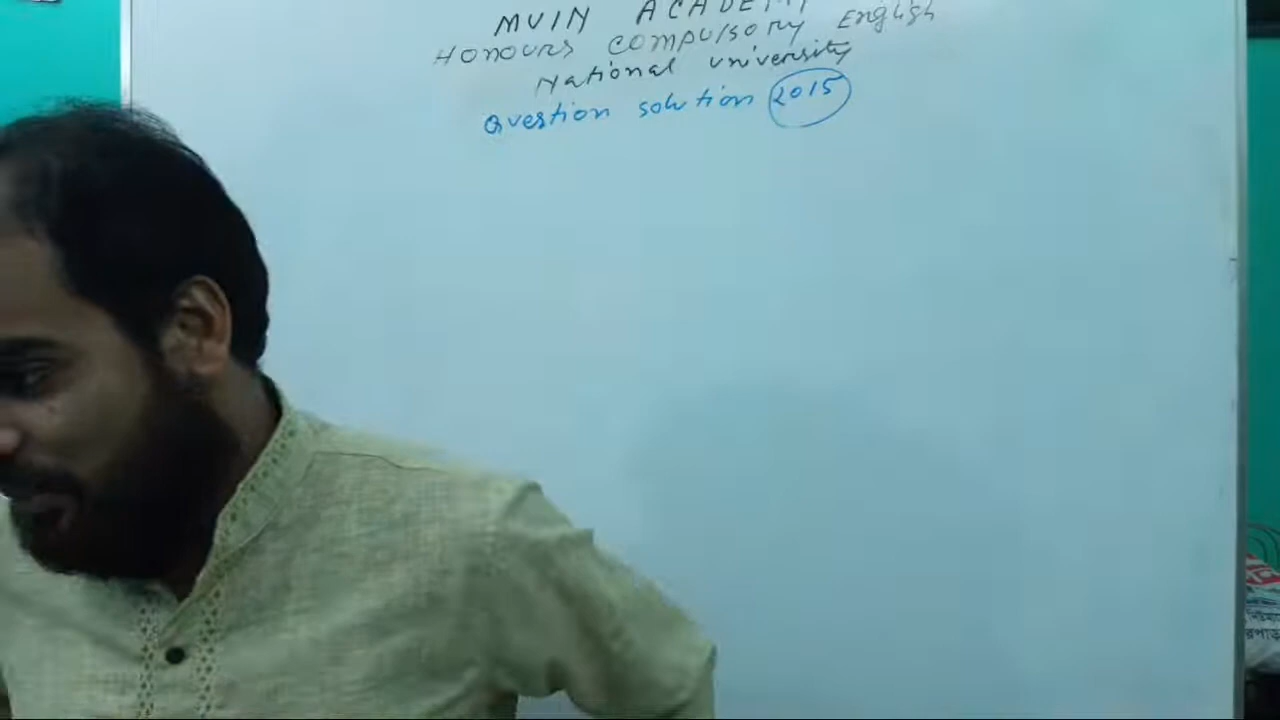 MUIN ACADEMY
HONOURS COMPULSORY English
National university
Question solution 2015